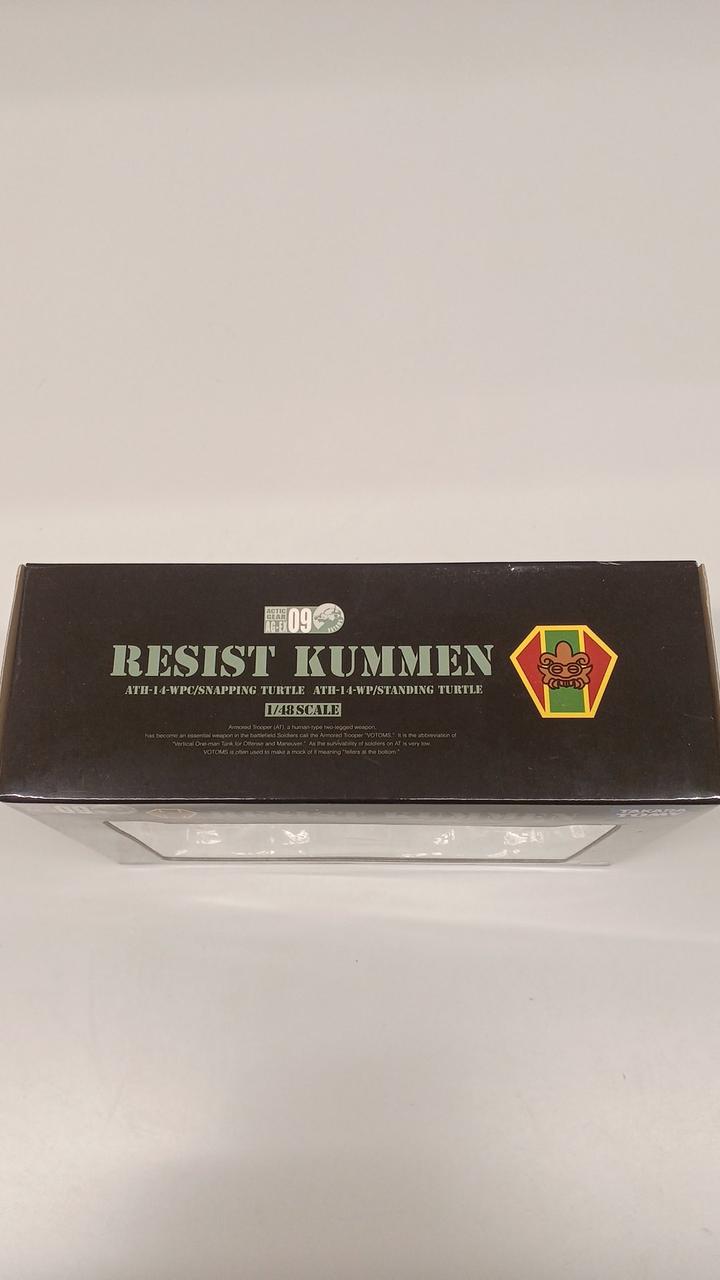 ACTIC
GEAR
AG-EX 09
RESIST KUMMEN
ATH-14-WPC/SNAPPING TURTLE ATH-14-WP/STANDING TURTLE
1/48 SCALE
Armored Trooper (AT), a human-type two-legged weapon,
has become an essential weapon in the battlefield.Soldiers call the Armored Trooper "VOTOMS." It is the abbreviation of
"Vertical One-man Tank for Offense and Maneuver." As the survivability of soldiers on AT is very low,
VOTOMS is often used to make a mock of it meaning "fellers at the bottom."
TAKARA
TOMY